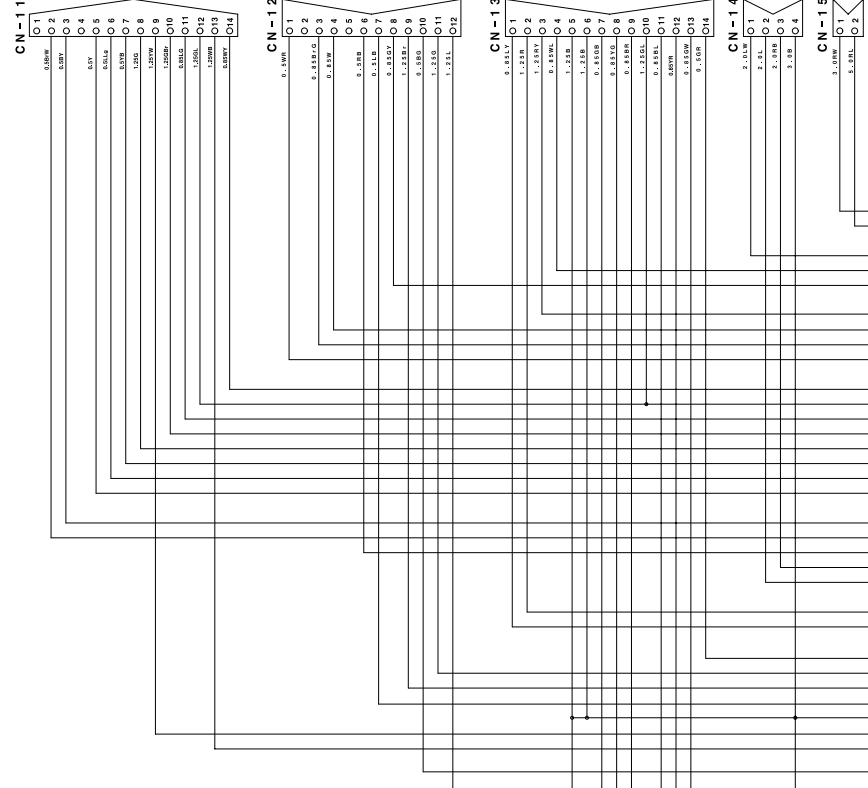 CN-11
1
2
3
4
5
6
7
8
9
10
11
12
13
14
0.5BrW
0.5BY
0.5Y
0.5LLg
0.5YB
1.25G
1.25YW
1.25GBr
0.85LG
1.25GL
1.25WB
0.85WY
CN-12
1
2
3
4
5
6
7
8
9
10
11
12
0.5WR
0.85BrG
0.85W
0.5RB
0.5LB
0.85GY
1.25Br
0.5BG
1.25G
1.25L
CN-13
1
2
3
4
5
6
7
8
9
10
11
12
13
14
0.85LY
1.25R
1.25RY
0.85WL
1.25B
1.25B
0.85GB
0.85YG
0.85BR
1.25GL
0.85BL
0.85YR
0.85GW
0.5GR
CN-14
1
2
3
4
2.0LW
2.0L
2.0RB
3.0B
CN-15
1
2
3.0RW
5.0RL